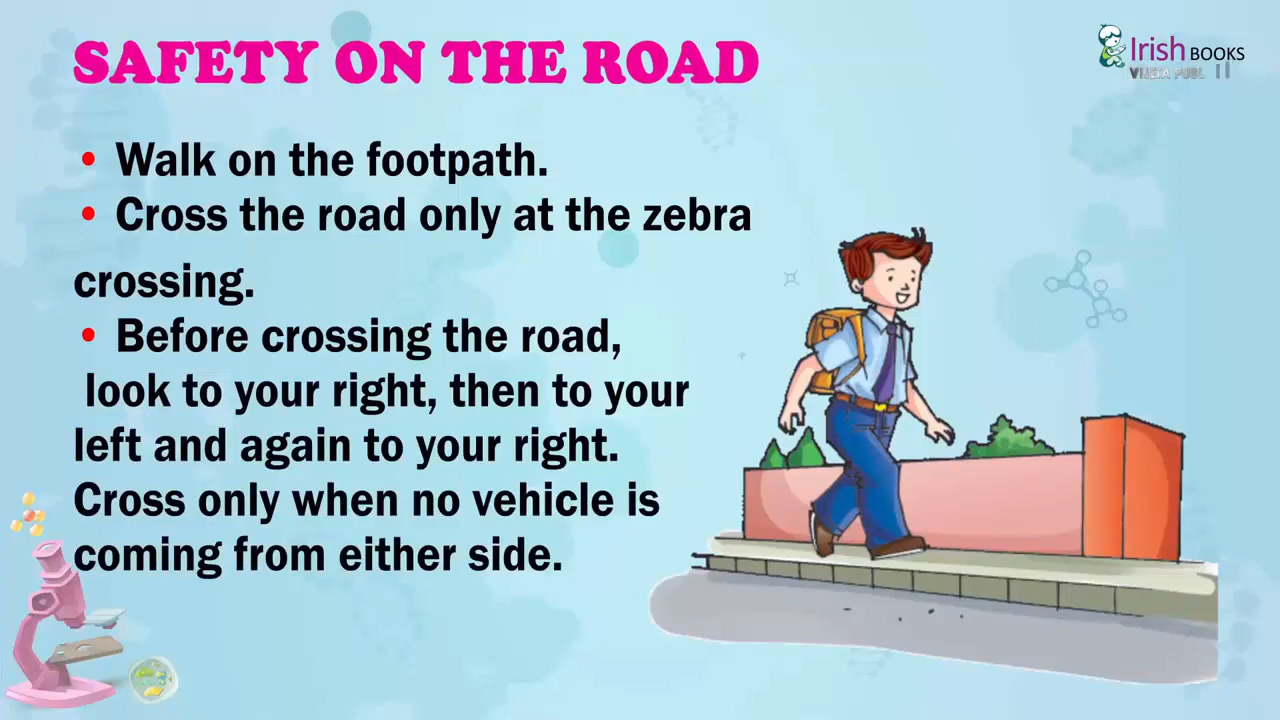 SAFETY ON THE ROAD
Irish BOOKS
• Walk on the footpath.
• Cross the road only at the zebra
crossing.
• Before crossing the road,
look to your right, then to your
left and again to your right.
Cross only when no vehicle is
coming from either side.